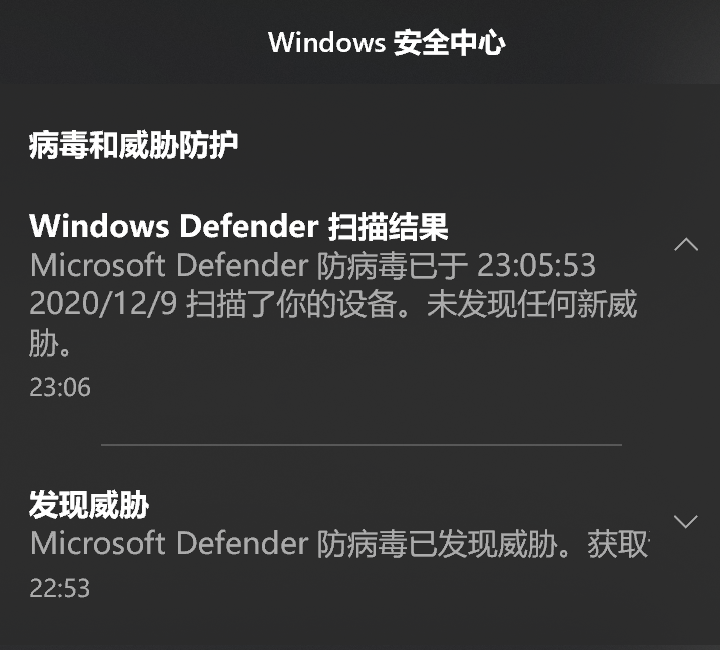 Windows 安全中心
病毒和威胁防护
Windows Defender 扫描结果
Microsoft Defender 防病毒已于 23:05:53
2020/12/9 扫描了你的设备。未发现任何新威
胁。
23:06
发现威胁
Microsoft Defender 防病毒已发现威胁。获取
22:53